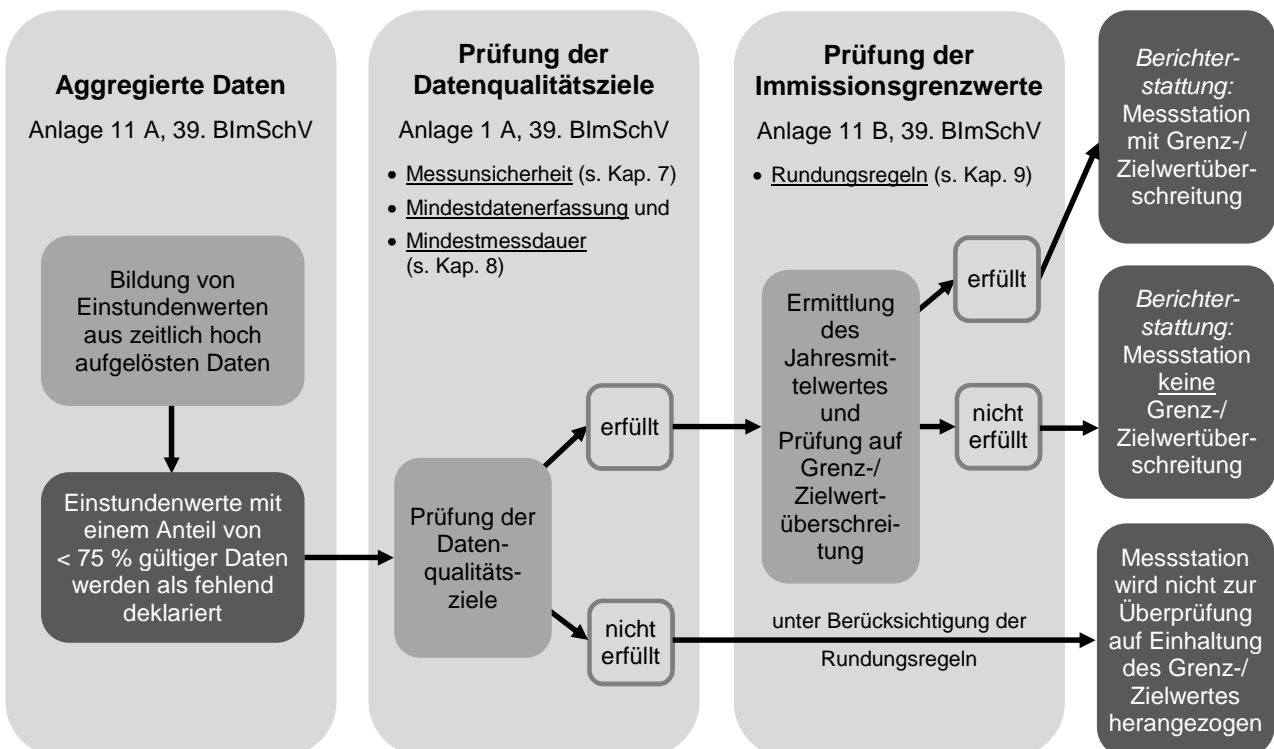 Aggregierte Daten
Anlage 11 A, 39. BImSchV
Bildung von
Einstundenwerten
aus zeitlich hoch
aufgelösten Daten
Einstundenwerte mit
einem Anteil von
< 75 % gültiger Daten
werden als fehlend
deklariert
Prüfung der
Datenqualitätsziele
Anlage 1 A, 39. BImSchV
• Messunsicherheit (s. Kap. 7)
• Mindestdatenerfassung und
• Mindestmessdauer
(s. Kap. 8)
Prüfung der
Daten-
qualitäts-
ziele
erfüllt
nicht
erfüllt
Prüfung der
Immissionsgrenzwerte
Anlage 11 B, 39. BImSchV
• Rundungsregeln (s. Kap. 9)
Ermittlung
des
Jahresmit-
telwertes
und
Prüfung auf
Grenz-/
Zielwert-
überschrei-
tung
erfüllt
nicht
erfüllt
unter Berücksichtigung der
Rundungsregeln
Berichter-
stattung:
Messstation
mit Grenz-/
Zielwertüber-
schreitung
Berichter-
stattung:
Messstation
keine
Grenz-/
Zielwertüber-
schreitung
Messstation
wird nicht zur
Überprüfung
auf Einhaltung
des Grenz-/
Zielwertes
herangezogen